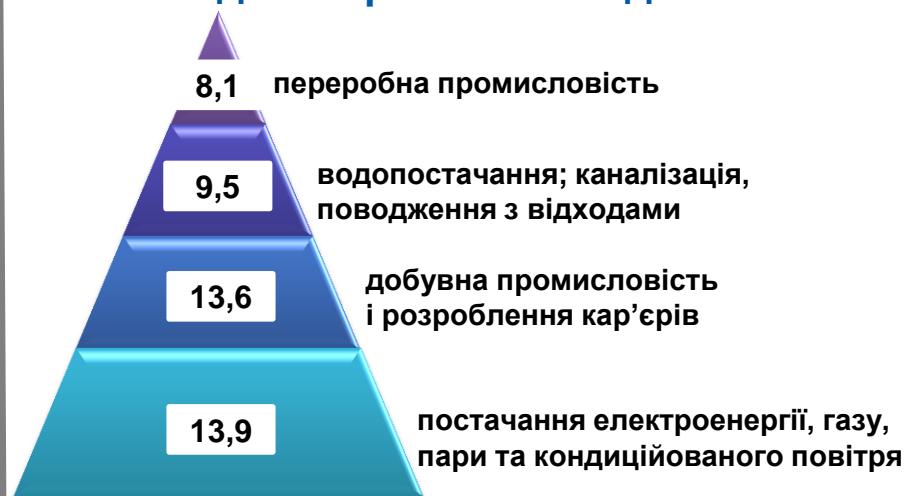 8,1
переробна промисловість
9,5
водопостачання; каналізація,
поводження з відходами
13,6
добувна промисловість
і розроблення кар’єрів
13,9
постачання електроенергії, газу,
пари та кондиційованого повітря